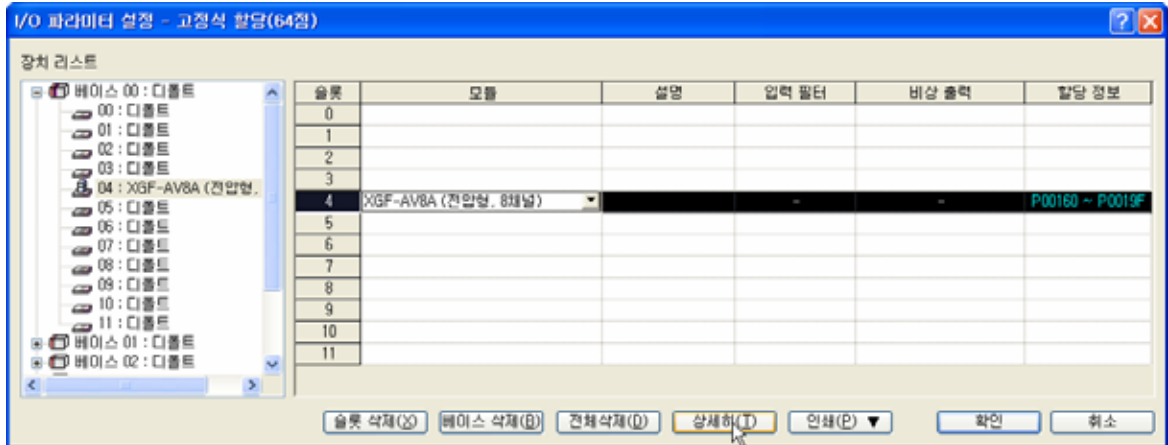 I/O 파라미터 설정 - 고정식 할당(64점)
장치 리스트
베이스 00 : 디폴트
00 : 디폴트
01 : 디폴트
02 : 디폴트
03 : 디폴트
04 : XGF-AV8A (전압형,
05 : 디폴트
06 : 디폴트
07 : 디폴트
08 : 디폴트
09 : 디폴트
10 : 디폴트
11 : 디폴트
베이스 01 : 디폴트
베이스 02 : 디폴트
슬롯 모듈 설명 입력 필터 비상 출력 할당 정보
0
1
2
3
4 XGF-AV8A (전압형, 8채널) - - P00160 ~ P0019F
5
6
7
8
9
10
11
슬롯 삭제(X) 베이스 삭제(B) 전체삭제(D) 상세히(T) 인쇄(P) ▼ 확인 취소